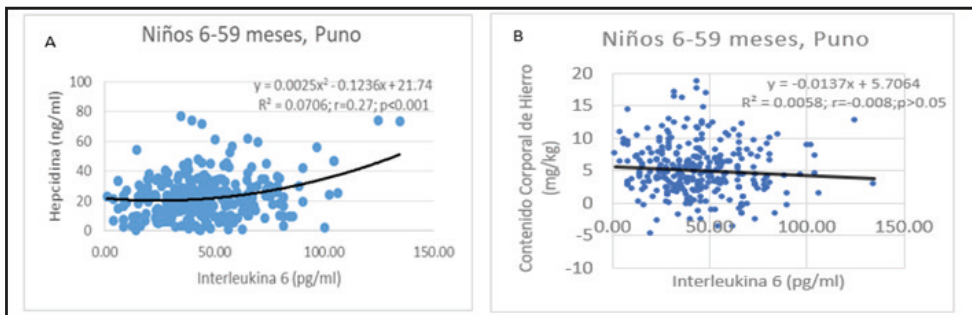 A
Niños 6-59 meses, Puno
y = 0.0025x² - 0.1236x + 21.74
R² = 0.0706; r=0.27; p<0.001
Hepcidina (ng/ml)
100
80
60
40
20
0
0.00
50.00
100.00
150.00
Interleukina 6 (pg/ml)
B
Niños 6-59 meses, Puno
y = -0.0137x + 5.7064
R² = 0.0058; r=-0.008;p>0.05
Contenido Corporal de Hierro
(mg/kg)
20
15
10
5
0
-5
-10
0.00
50.00
100.00
150.00
Interleukina 6 (pg/ml)